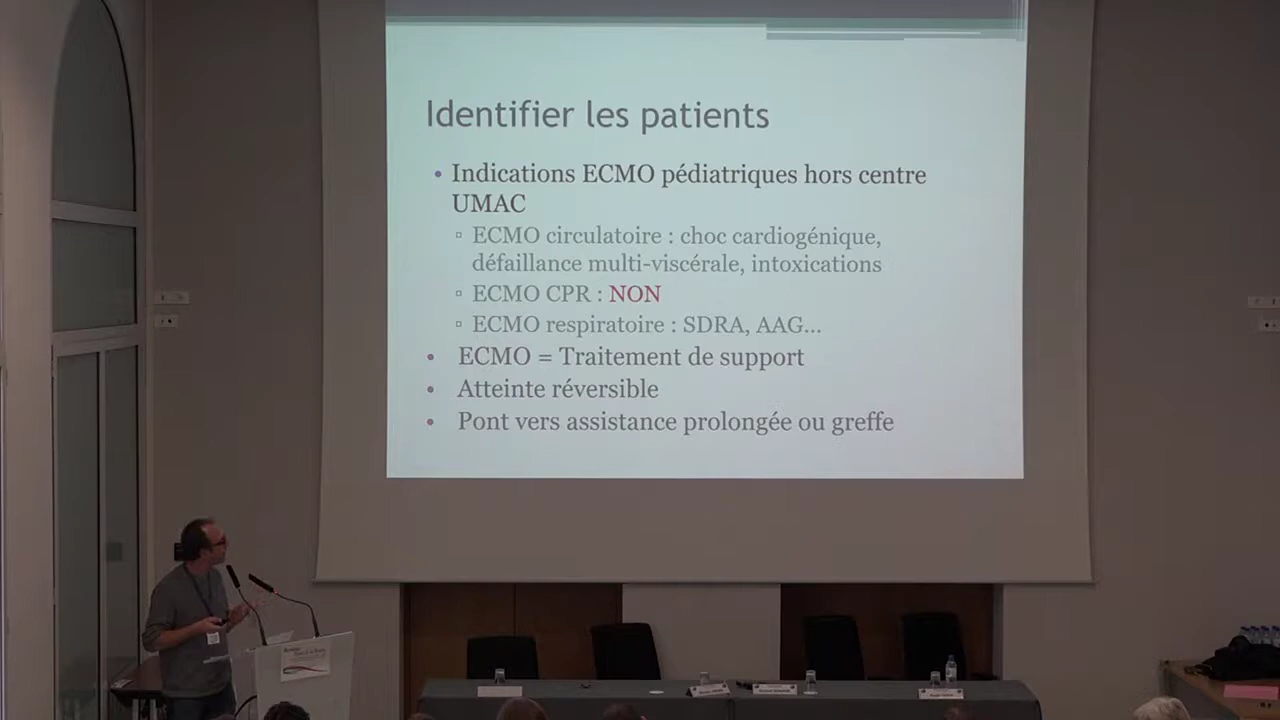 Identifier les patients
• Indications ECMO pédiatriques hors centre
UMAC
▫ ECMO circulatoire : choc cardiogénique,
défaillance multi-viscérale, intoxications
▫ ECMO CPR : NON
▫ ECMO respiratoire : SDRA, AAG...
• ECMO = Traitement de support
• Atteinte réversible
• Pont vers assistance prolongée ou greffe